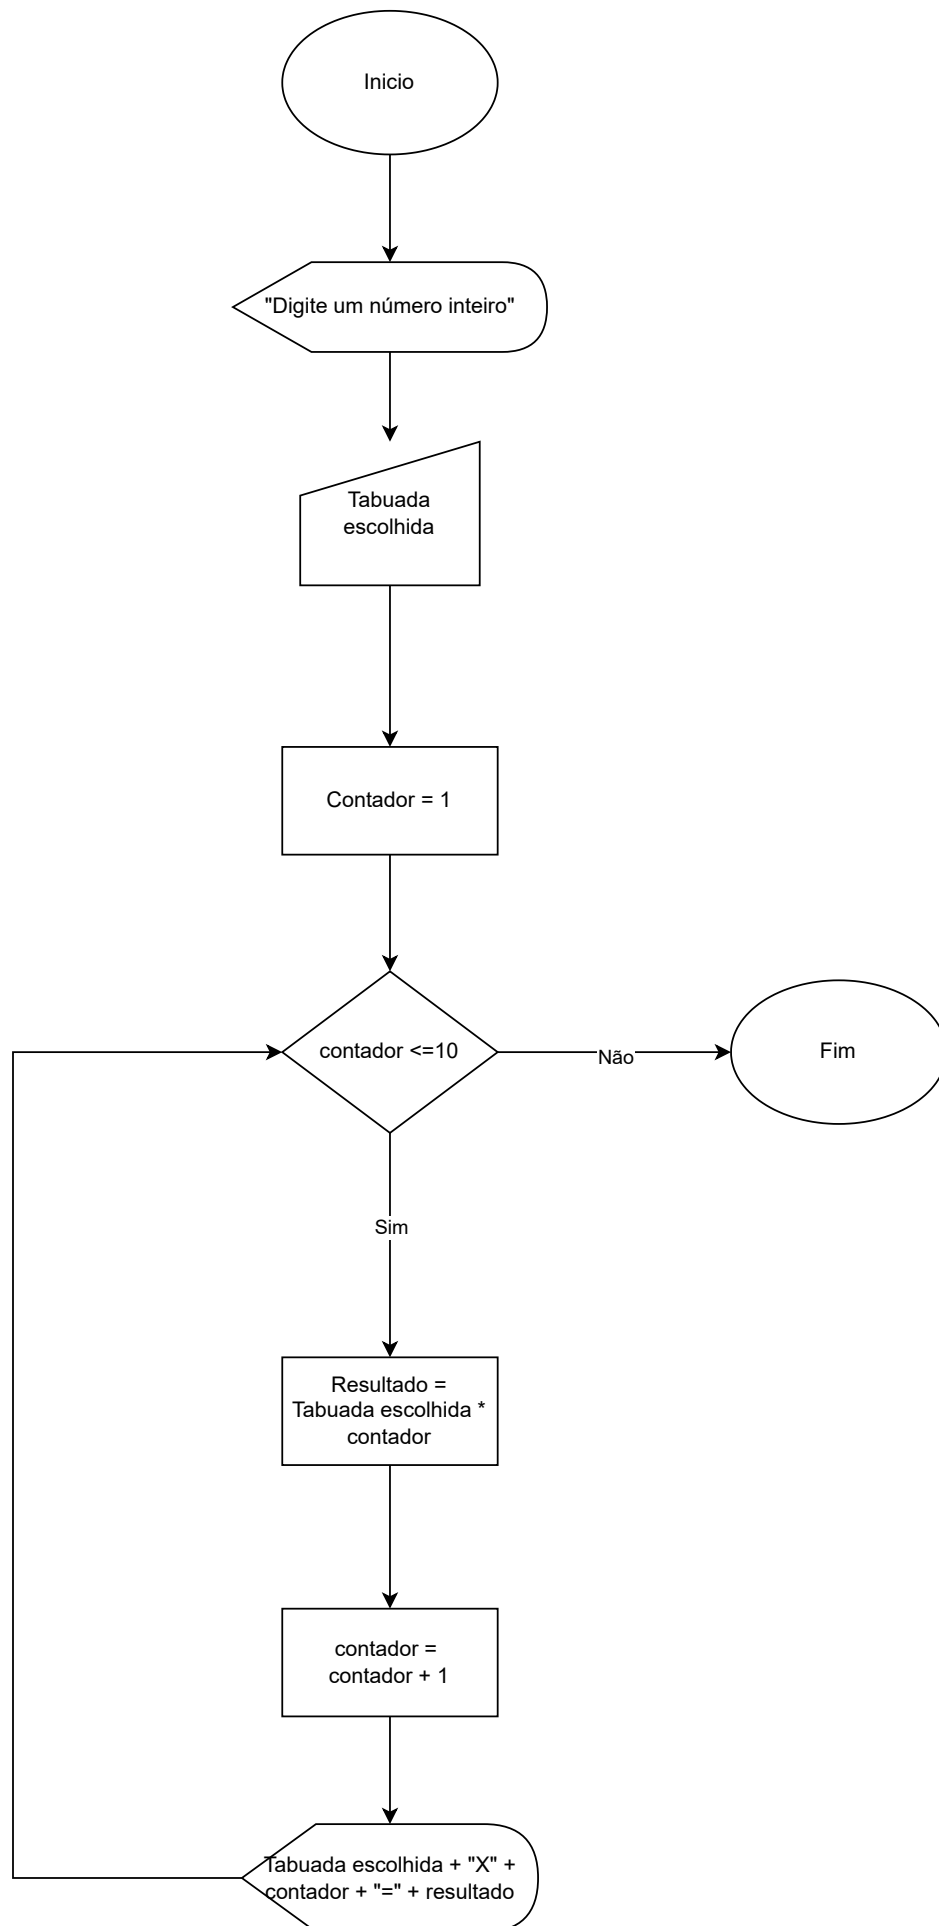 Inicio
"Digite um número inteiro"
Tabuada
escolhida
Contador = 1
contador <=10
Não
Fim
Sim
Resultado =
Tabuada escolhida *
contador
contador =
contador + 1
Tabuada escolhida + "X" +
contador + "=" + resultado